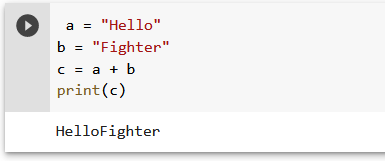 a = "Hello"
b = "Fighter"
c = a + b
print(c)
HelloFighter